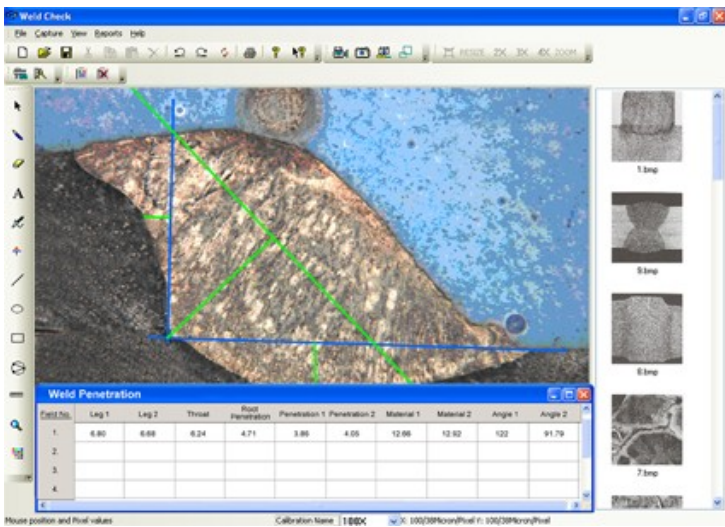 Weld Check
File Capture View Reports Help
RESIZE 2X 3X 4X ZOOM
A
1.bmp
9.bmp
8.bmp
7.bmp
Weld Penetration
Field No. Leg 1 Leg 2 Throat Root Penetration Penetration 1 Penetration 2 Material 1 Material 2 Angle 1 Angle 2
1. 6.80 6.68 6.24 4.71 3.86 4.05 12.66 12.92 122 91.79
2.
3.
4.
Mouse position and Pixel values Calibration Name 100X X: 100/38Micron/Pixel Y: 100/38Micron/Pixel